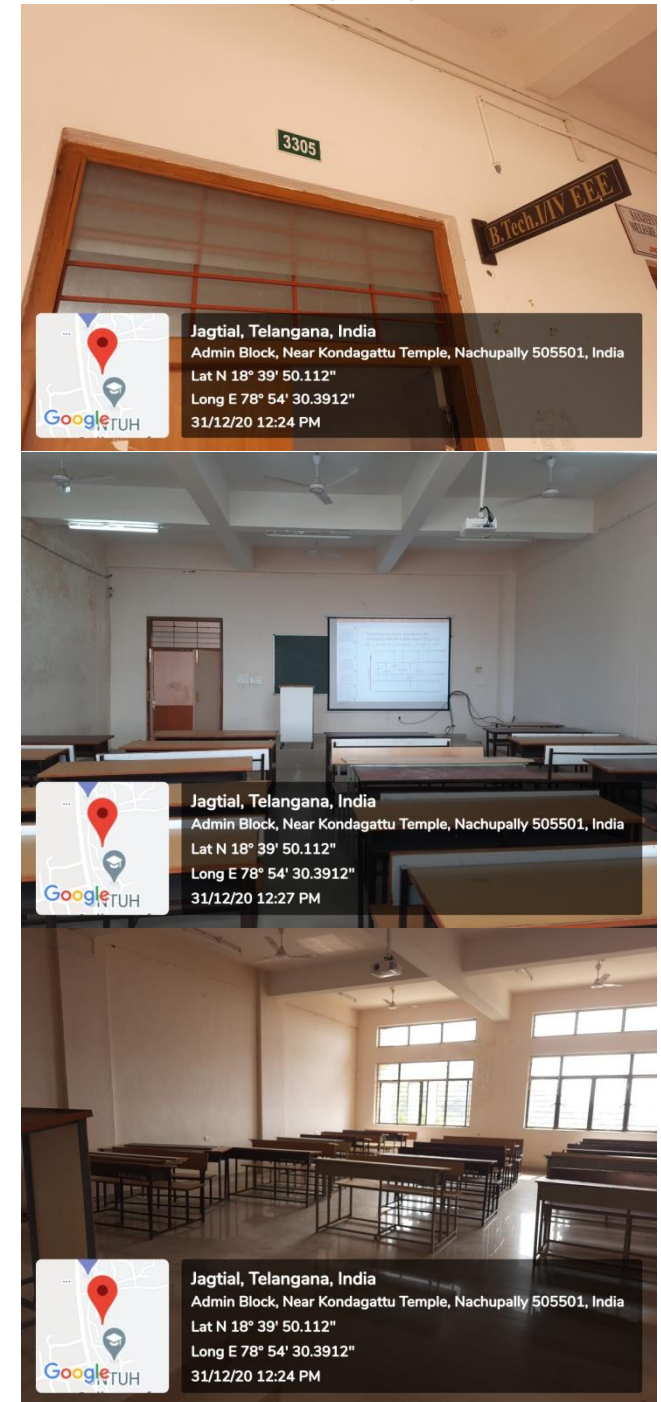 3305
B.Tech.I/IV EEE
Google
TUH
Jagtial, Telangana, India
Admin Block, Near Kondagattu Temple, Nachupally 505501, India
Lat N 18° 39' 50.112"
Long E 78° 54' 30.3912"
31/12/20 12:24 PM
Google
TUH
Jagtial, Telangana, India
Admin Block, Near Kondagattu Temple, Nachupally 505501, India
Lat N 18° 39' 50.112"
Long E 78° 54' 30.3912"
31/12/20 12:27 PM
Google
TUH
Jagtial, Telangana, India
Admin Block, Near Kondagattu Temple, Nachupally 505501, India
Lat N 18° 39' 50.112"
Long E 78° 54' 30.3912"
31/12/20 12:24 PM